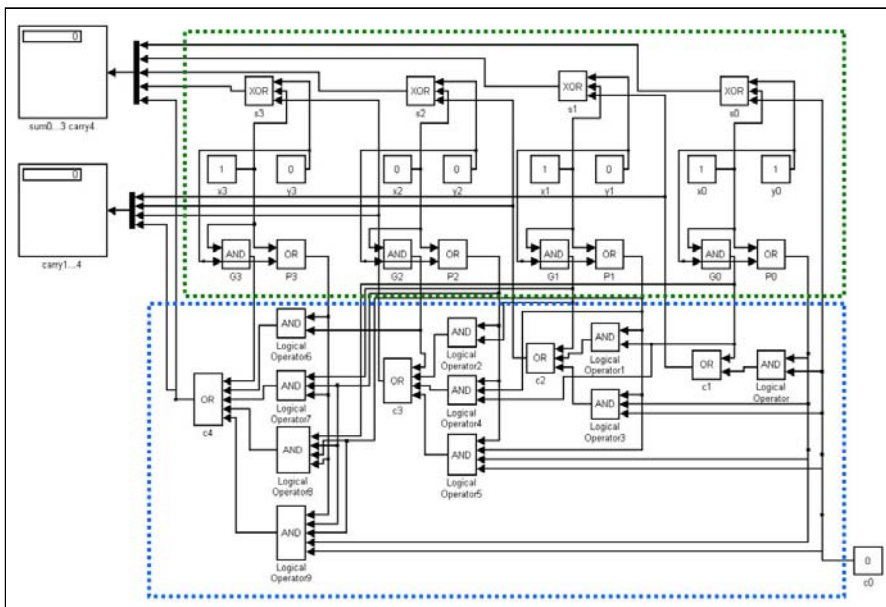 0
sum0...3 carry4
XOR
s3
XOR
s2
XOR
s1
XOR
s0
0
carry1...4
1
x3
0
y3
0
x2
0
y2
1
x1
0
y1
1
x0
1
y0
AND
G3
OR
P3
AND
G2
OR
P2
AND
G1
OR
P1
AND
G0
OR
P0
AND
Logical
Operator6
AND
Logical
Operator2
OR
c2
AND
Logical
Operator1
OR
c1
AND
Logical
Operator
OR
c4
AND
Logical
Operator7
OR
c3
AND
Logical
Operator4
AND
Logical
Operator3
AND
Logical
Operator8
AND
Logical
Operator5
AND
Logical
Operator9
0
c0